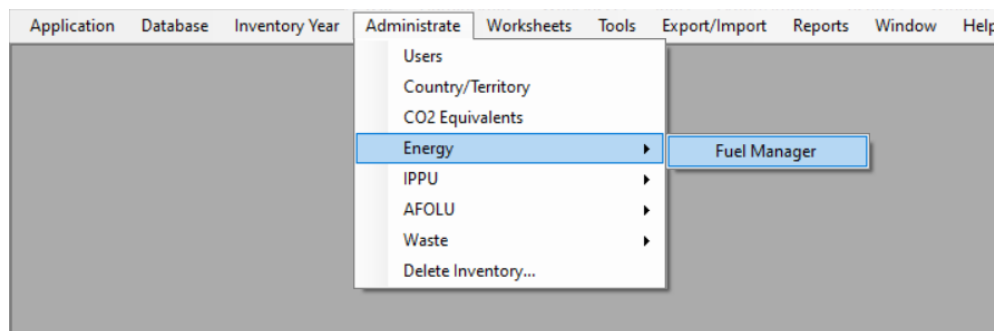 Application Database Inventory Year Administrate Worksheets Tools Export/Import Reports Window Help
Users
Country/Territory
CO2 Equivalents
Energy Fuel Manager
IPPU
AFOLU
Waste
Delete Inventory...